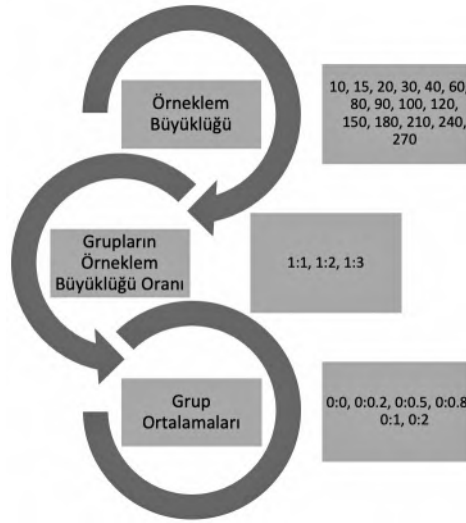 Örneklem
Büyüklüğü
10, 15, 20, 30, 40, 60,
80, 90, 100, 120,
150, 180, 210, 240,
270
Grupların
Örneklem
Büyüklüğü Oranı
1:1, 1:2, 1:3
Grup
Ortalamaları
0:0, 0:0.2, 0:0.5, 0:0.8
0:1, 0:2